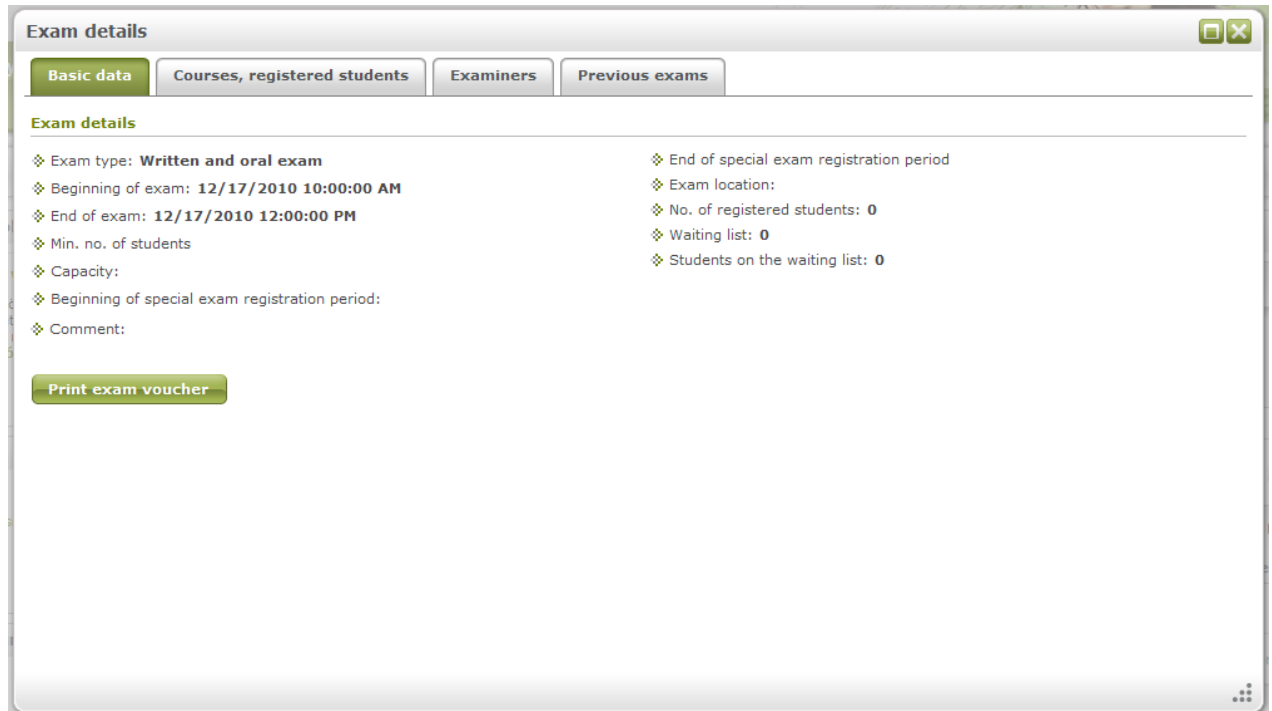 Exam details
Basic data
Courses, registered students
Examiners
Previous exams
Exam details
Exam type: Written and oral exam
Beginning of exam: 12/17/2010 10:00:00 AM
End of exam: 12/17/2010 12:00:00 PM
Min. no. of students
Capacity:
Beginning of special exam registration period:
Comment:
End of special exam registration period
Exam location:
No. of registered students: 0
Waiting list: 0
Students on the waiting list: 0
Print exam voucher